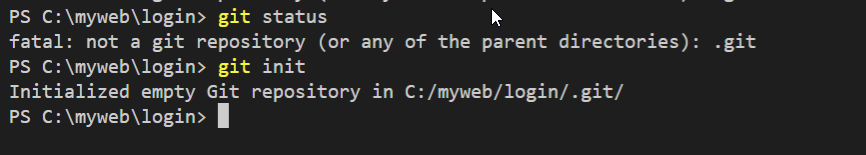 PS C:\myweb\login> git status
fatal: not a git repository (or any of the parent directories): .git
PS C:\myweb\login> git init
Initialized empty Git repository in C:/myweb/login/.git/
PS C:\myweb\login>